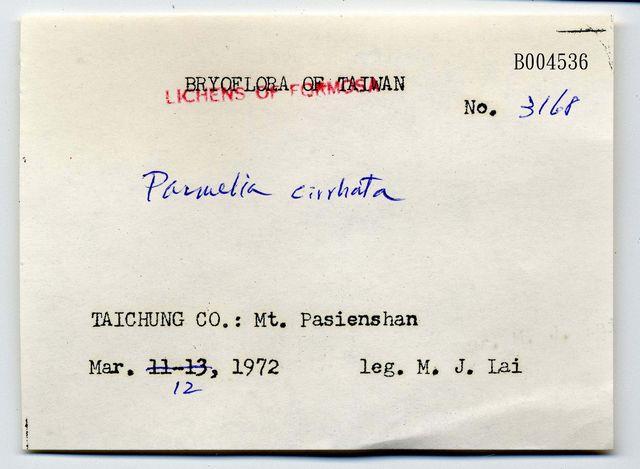 B004536
BRYOFLORA OF TAIWAN
LICHENS OF FORMOSA
No. 3168
Parmelia cirrhata
TAICHUNG CO.: Mt. Pasienshan
Mar. 11-13, 1972 leg. M. J. Lai
12